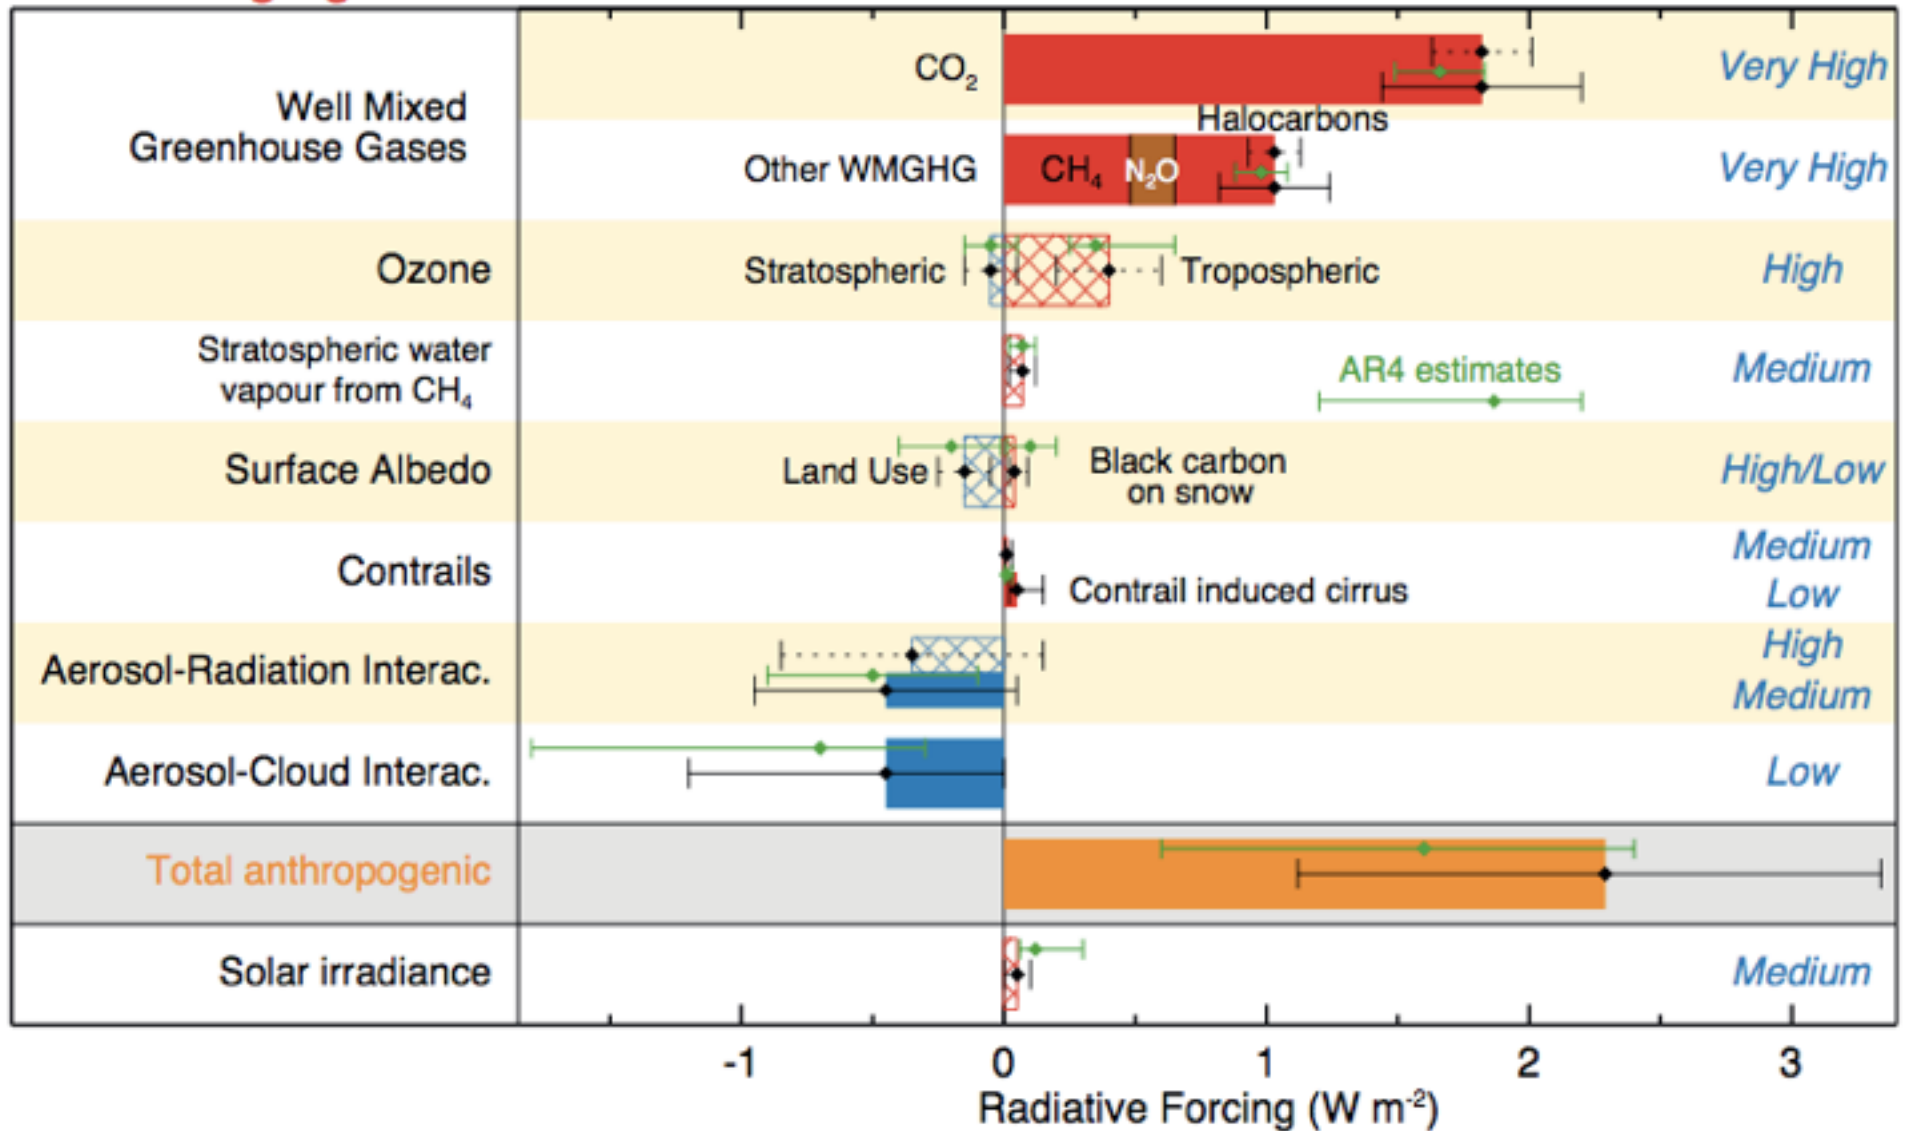 CO₂
Very High
Well Mixed
Greenhouse Gases
Halocarbons
Other WMGHG
CH₄
N₂O
Very High
Ozone
Stratospheric
Tropospheric
High
Stratospheric water
vapour from CH₄
AR4 estimates
Medium
Surface Albedo
Land Use
Black carbon
on snow
High/Low
Contrails
Contrail induced cirrus
Medium
Low
Aerosol-Radiation Interac.
High
Medium
Aerosol-Cloud Interac.
Low
Total anthropogenic
Solar irradiance
Medium
-1 0 1 2 3
Radiative Forcing (W m⁻²)